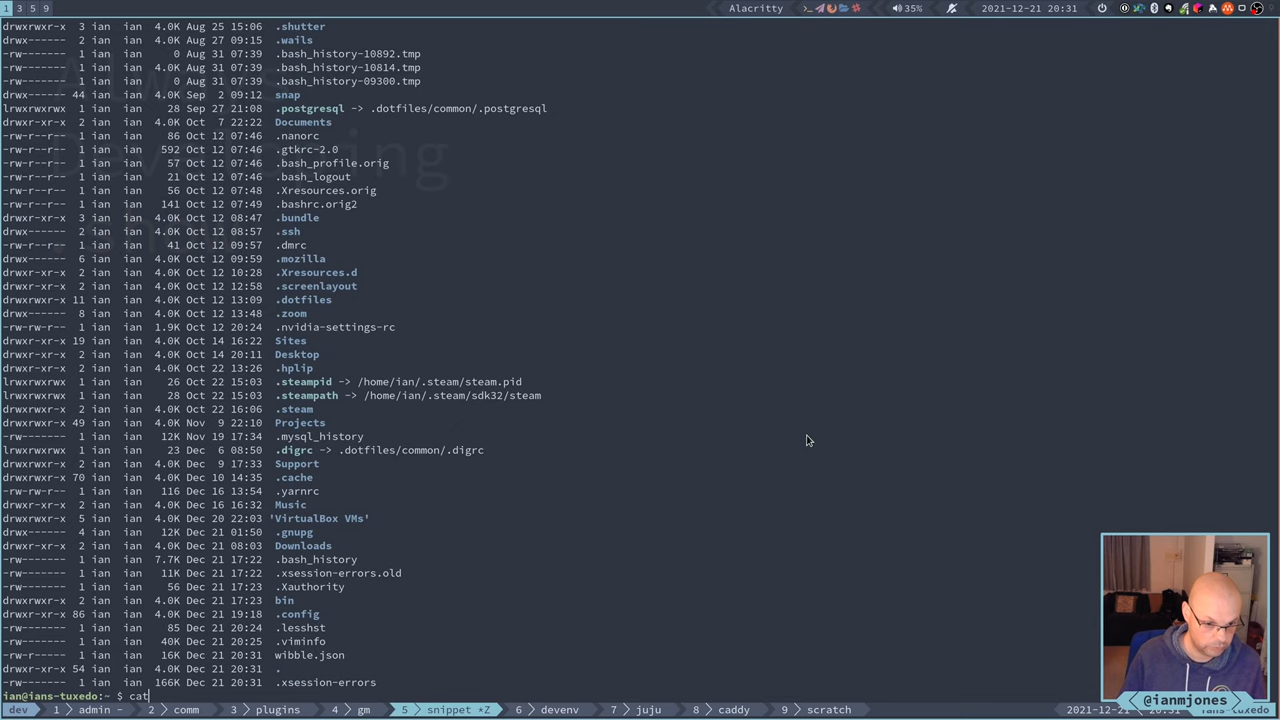 1 3 5 9 Alacritty 35% 2021-12-21 20:31
drwxrwxr-x 3 ian ian 4.0K Aug 25 15:06 .shutter
drwx------ 2 ian ian 4.0K Aug 27 09:15 .wails
-rw------- 1 ian ian 0 Aug 31 07:39 .bash_history-10892.tmp
-rw------- 1 ian ian 4.0K Aug 31 07:39 .bash_history-10814.tmp
-rw------- 1 ian ian 0 Aug 31 07:39 .bash_history-09300.tmp
drwx------ 44 ian ian 4.0K Sep 2 09:12 snap
lrwxrwxrwx 1 ian ian 28 Sep 27 21:08 .postgresql -> .dotfiles/common/.postgresql
drwxr-xr-x 2 ian ian 4.0K Oct 7 22:22 Documents
-rw-r--r-- 1 ian ian 86 Oct 12 07:46 .nanorc
-rw-r--r-- 1 ian ian 592 Oct 12 07:46 .gtkrc-2.0
-rw-r--r-- 1 ian ian 57 Oct 12 07:46 .bash_profile.orig
-rw-r--r-- 1 ian ian 21 Oct 12 07:46 .bash_logout
-rw-r--r-- 1 ian ian 56 Oct 12 07:48 .Xresources.orig
-rw-r--r-- 1 ian ian 141 Oct 12 07:49 .bashrc.orig2
drwxr-xr-x 3 ian ian 4.0K Oct 12 08:47 .bundle
drwx------ 2 ian ian 4.0K Oct 12 08:57 .ssh
-rw-r--r-- 1 ian ian 41 Oct 12 09:57 .dmrc
drwx------ 6 ian ian 4.0K Oct 12 09:59 .mozilla
drwxr-xr-x 2 ian ian 4.0K Oct 12 10:28 .Xresources.d
drwxr-xr-x 2 ian ian 4.0K Oct 12 12:58 .screenlayout
drwxr-xr-x 11 ian ian 4.0K Oct 12 13:09 .dotfiles
drwx------ 8 ian ian 4.0K Oct 12 13:48 .zoom
-rw-rw-r-- 1 ian ian 1.9K Oct 12 20:24 .nvidia-settings-rc
drwxr-xr-x 19 ian ian 4.0K Oct 14 16:22 Sites
drwxr-xr-x 2 ian ian 4.0K Oct 14 20:11 Desktop
drwxr-xr-x 2 ian ian 4.0K Oct 22 13:26 .hplip
lrwxrwxrwx 1 ian ian 26 Oct 22 15:03 .steampid -> /home/ian/.steam/steam.pid
lrwxrwxrwx 1 ian ian 28 Oct 22 15:03 .steampath -> /home/ian/.steam/sdk32/steam
drwxrwxr-x 2 ian ian 4.0K Oct 22 16:06 .steam
drwxrwxr-x 49 ian ian 4.0K Nov 9 22:10 Projects
-rw------- 1 ian ian 12K Nov 19 17:34 .mysql_history
lrwxrwxrwx 1 ian ian 23 Dec 6 08:50 .digrc -> .dotfiles/common/.digrc
drwxrwxr-x 2 ian ian 4.0K Dec 9 17:33 Support
drwxrwxr-x 70 ian ian 4.0K Dec 10 14:35 .cache
-rw-rw-r-- 1 ian ian 116 Dec 16 13:54 .yarnrc
drwxr-xr-x 2 ian ian 4.0K Dec 16 16:32 Music
drwxrwxr-x 5 ian ian 4.0K Dec 20 22:03 'VirtualBox VMs'
drwx------ 4 ian ian 12K Dec 21 01:50 .gnupg
drwxr-xr-x 2 ian ian 4.0K Dec 21 08:03 Downloads
-rw------- 1 ian ian 7.7K Dec 21 17:22 .bash_history
-rw------- 1 ian ian 11K Dec 21 17:22 .xsession-errors.old
-rw------- 1 ian ian 56 Dec 21 17:23 .Xauthority
drwxrwxr-x 2 ian ian 4.0K Dec 21 17:23 bin
drwxrwxr-x 86 ian ian 4.0K Dec 21 19:18 .config
-rw------- 1 ian ian 85 Dec 21 20:24 .lesshst
-rw------- 1 ian ian 40K Dec 21 20:25 .viminfo
-rw------- 1 ian ian 16K Dec 21 20:31 wibble.json
drwxr-xr-x 54 ian ian 4.0K Dec 21 20:31 .
-rw------- 1 ian ian 166K Dec 21 20:31 .xsession-errors
ian@ians-tuxedo:~ $ cat
dev 1 admin - 2 comm 3 plugins 4 gm 5 snippet *Z 6 devenv 7 juju 8 caddy 9 scratch 2021-12-21 20:31 ians-tuxedo
@ianmjones